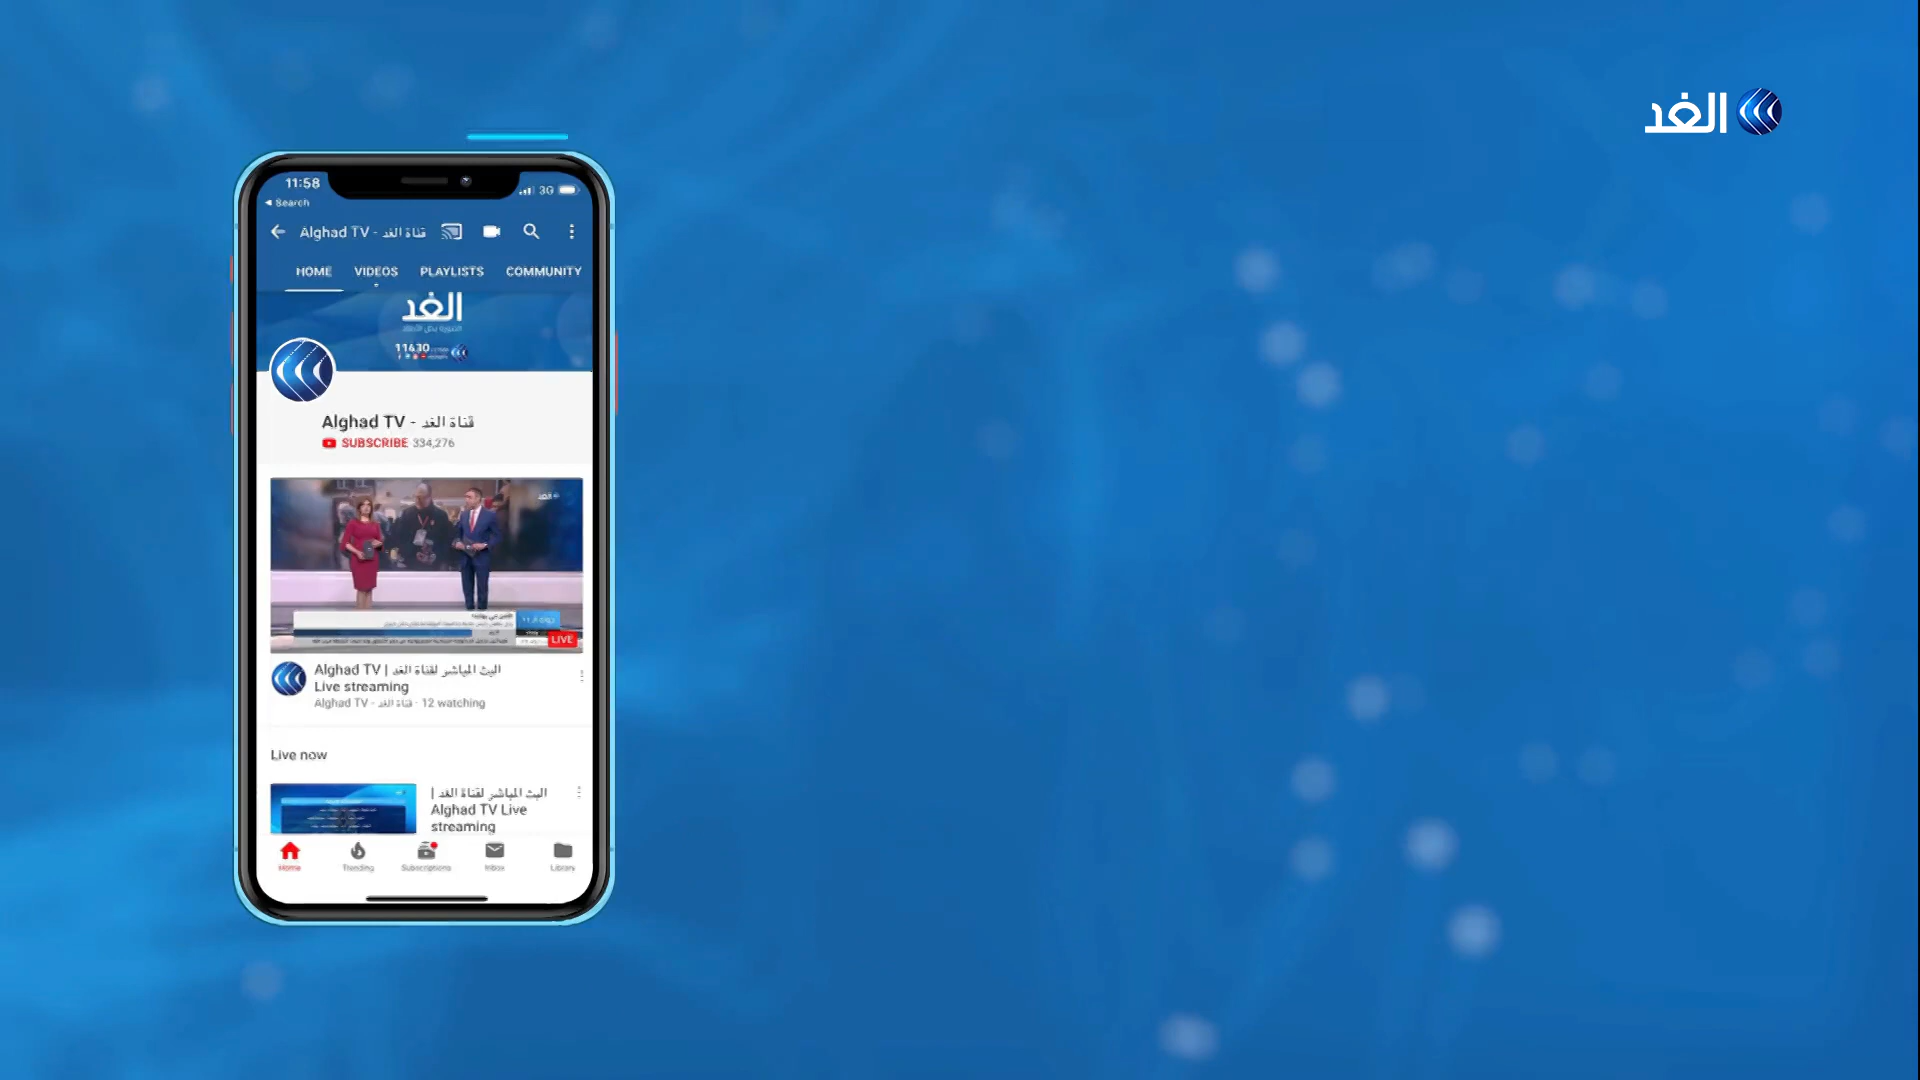 الغد
11:58
3G
Search
Alghad TV - قناة الغد
HOME VIDEOS PLAYLISTS COMMUNITY
الغد
11630
Alghad TV - قناة الغد
SUBSCRIBE 334,276
الغد
LIVE
البث المباشر لقناة الغد | Alghad TV
Live streaming
Alghad TV - قناة الغد · 12 watching
Live now
البث المباشر لقناة الغد |
Alghad TV Live
streaming
Home Trending Subscriptions Inbox Library